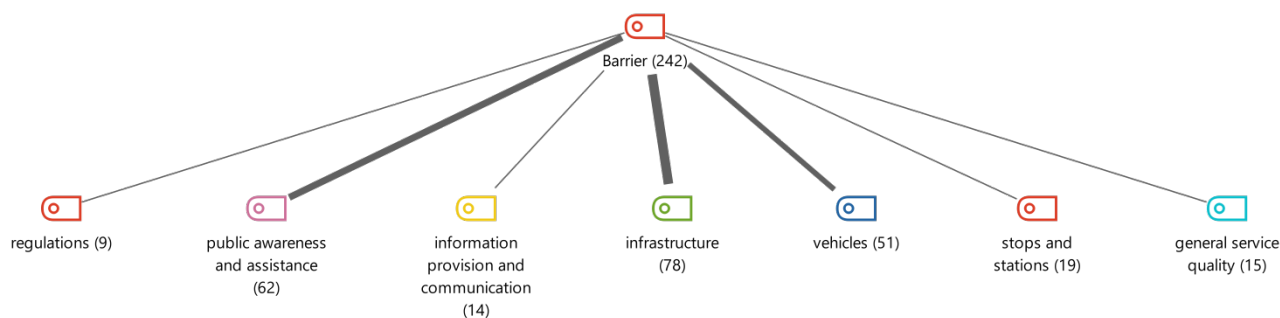 Barrier (242)
regulations (9)
public awareness
and assistance
(62)
information
provision and
communication
(14)
infrastructure
(78)
vehicles (51)
stops and
stations (19)
general service
quality (15)